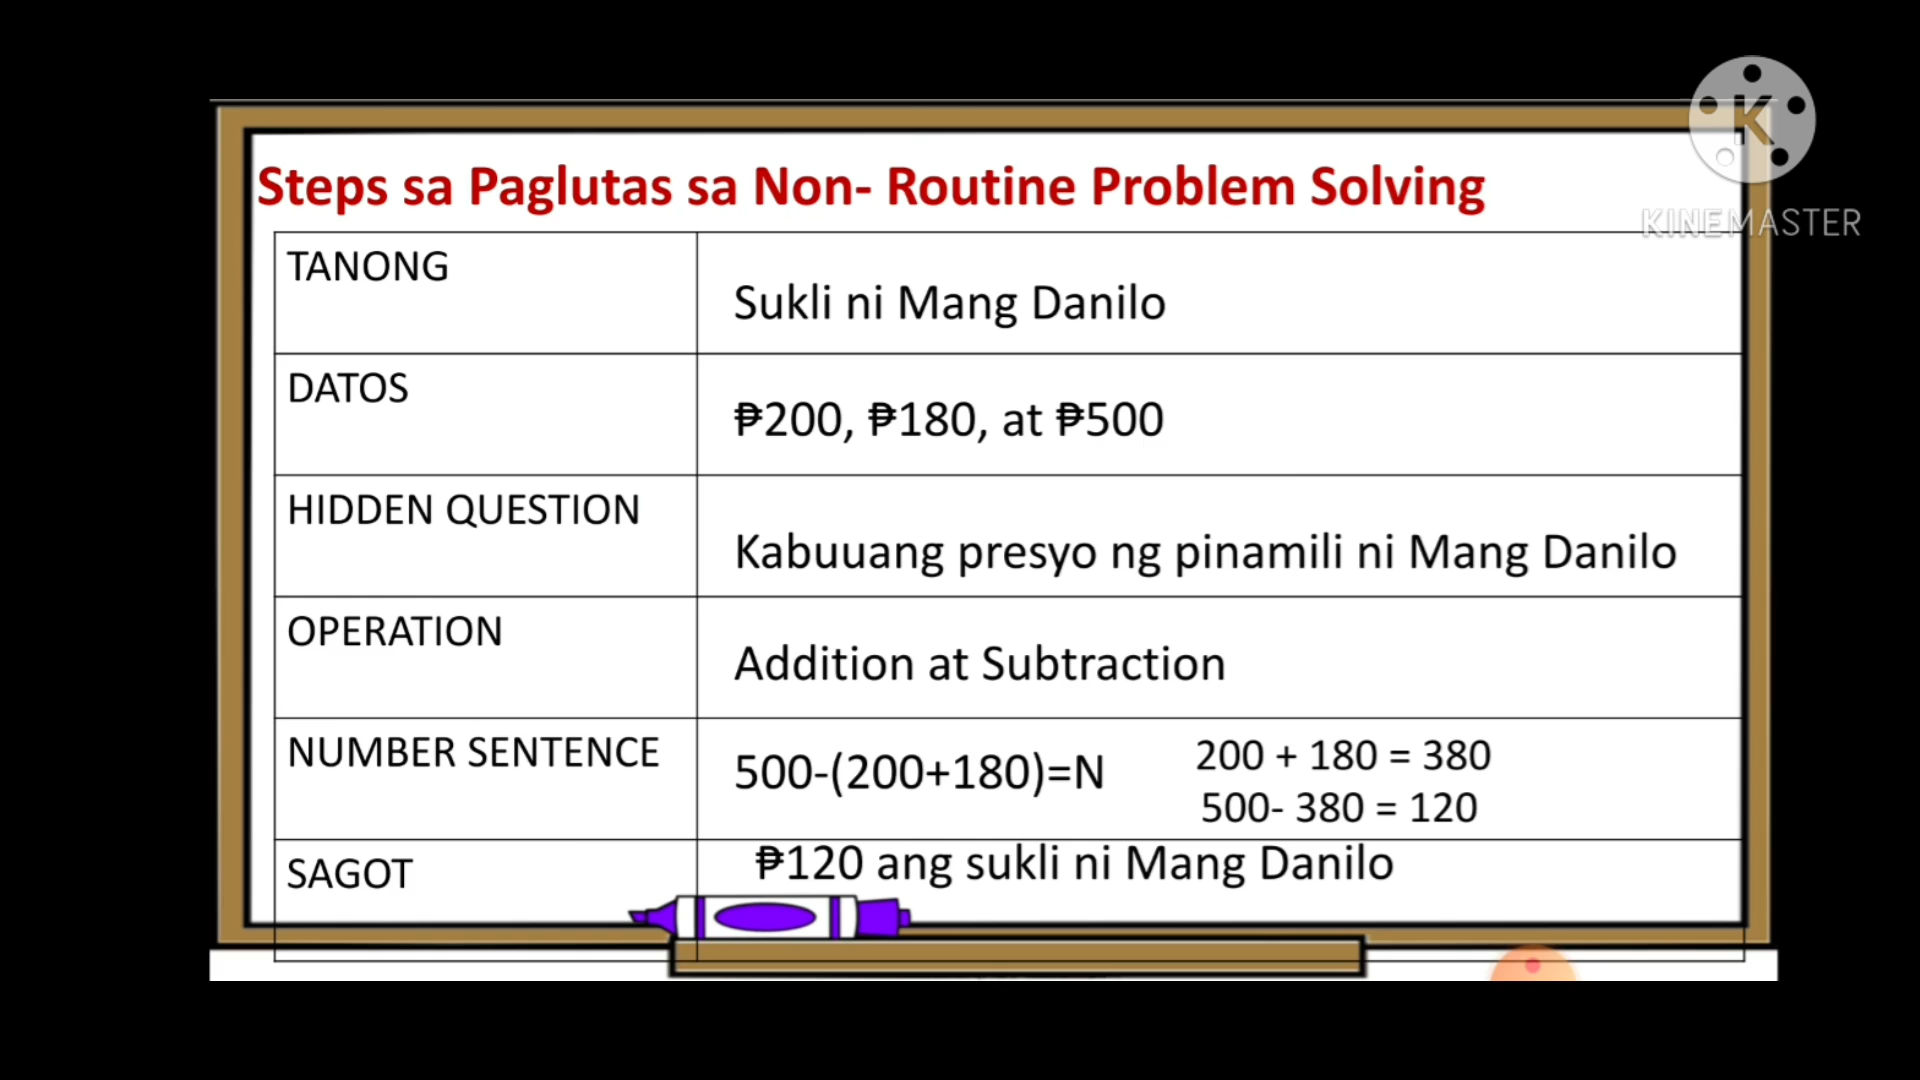 K
KINEMASTER
Steps sa Paglutas sa Non- Routine Problem Solving
TANONG
Sukli ni Mang Danilo
DATOS
₱200, ₱180, at ₱500
HIDDEN QUESTION
Kabuuang presyo ng pinamili ni Mang Danilo
OPERATION
Addition at Subtraction
NUMBER SENTENCE
500-(200+180)=N
200 + 180 = 380
500- 380 = 120
SAGOT
₱120 ang sukli ni Mang Danilo